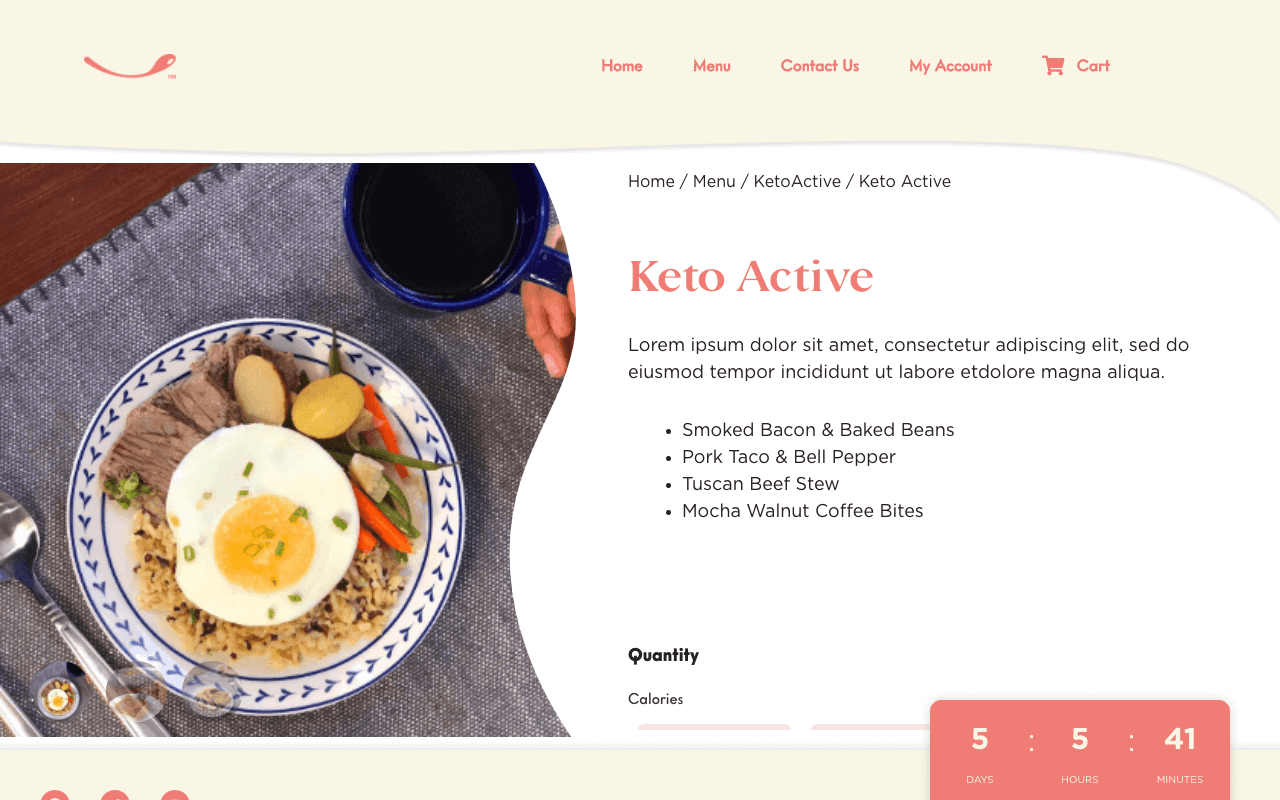 TM
Home Menu Contact Us My Account Cart
Home / Menu / KetoActive / Keto Active
Keto Active
Lorem ipsum dolor sit amet, consectetur adipiscing elit, sed do
eiusmod tempor incididunt ut labore etdolore magna aliqua.
• Smoked Bacon & Baked Beans
• Pork Taco & Bell Pepper
• Tuscan Beef Stew
• Mocha Walnut Coffee Bites
Quantity
Calories
5 : 5 : 41
DAYS HOURS MINUTES